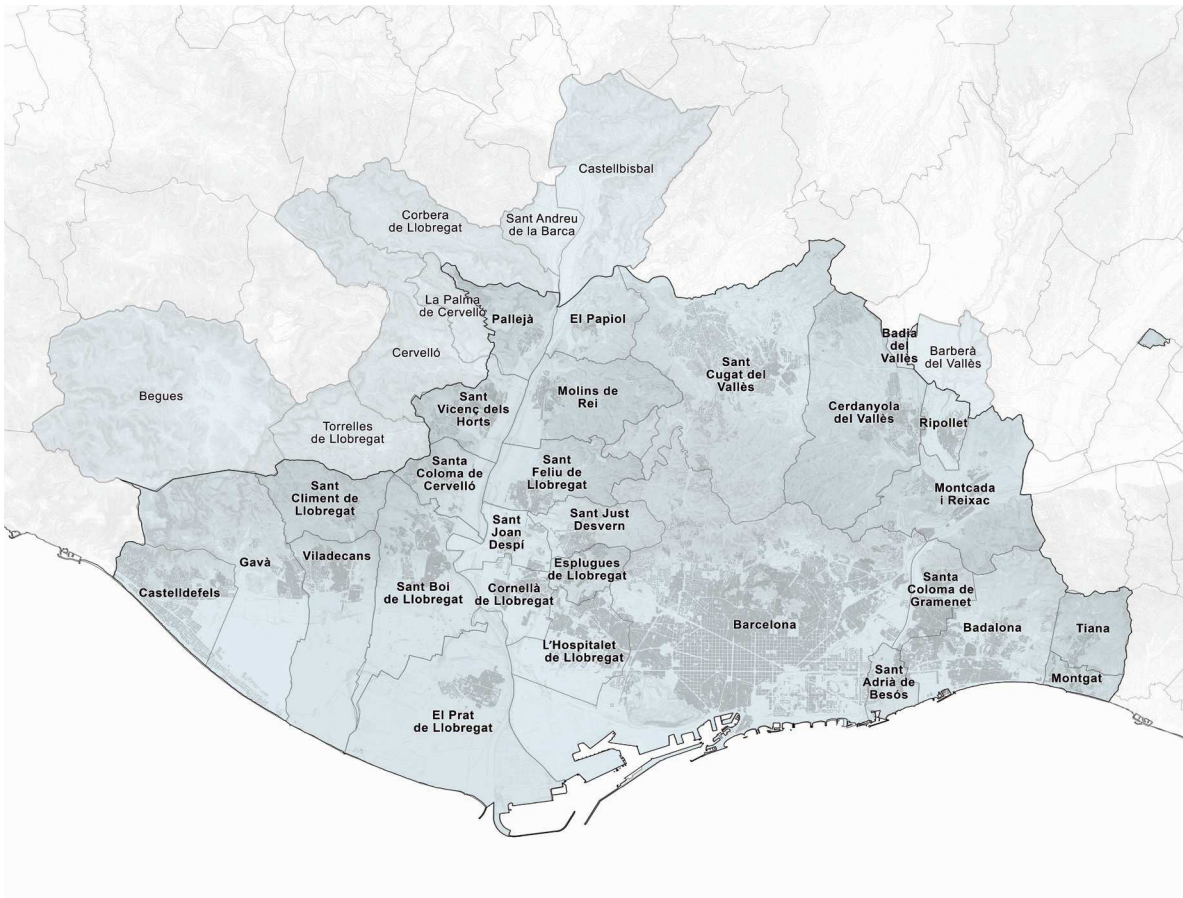 Castellbisbal
Corbera
de Llobregat
Sant Andreu
de la Barca
La Palma
de Cervelló
Pallejà
El Papiol
Badia
del
Vallès
Barberà
del Vallès
Cervelló
Sant
Cugat del
Vallès
Begues
Molins de
Rei
Sant
Vicenç dels
Horts
Cerdanyola
del Vallès
Ripollet
Torrelles
de Llobregat
Santa
Coloma de
Cervelló
Sant
Feliu de
Llobregat
Sant
Climent de
Llobregat
Montcada
i Reixac
Sant
Joan
Despí
Sant Just
Desvern
Gavà
Viladecans
Esplugues
de Llobregat
Castelldefels
Sant Boi
de Llobregat
Cornellà
de Llobregat
Santa
Coloma de
Gramenet
Barcelona
Badalona
Tiana
L'Hospitalet
de Llobregat
Sant
Adrià de
Besós
Montgat
El Prat
de Llobregat